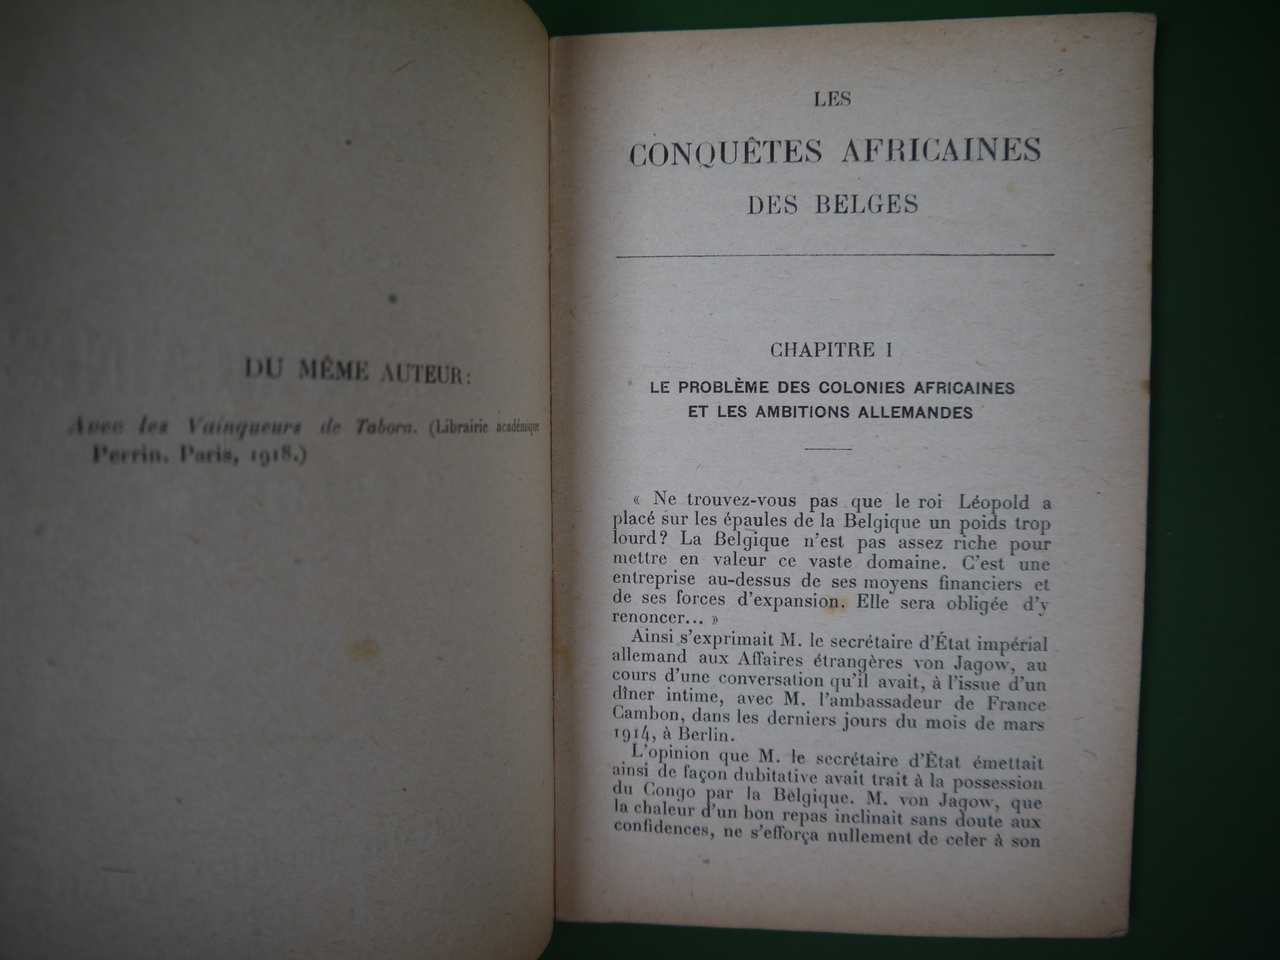 DU MÊME AUTEUR:
Avec les Vainqueurs de Tabora. (Librairie académique
Perrin. Paris, 1918.)
LES
CONQUÊTES AFRICAINES
DES BELGES
CHAPITRE I
LE PROBLÈME DES COLONIES AFRICAINES
ET LES AMBITIONS ALLEMANDES
« Ne trouvez-vous pas que le roi Léopold a
placé sur les épaules de la Belgique un poids trop
lourd? La Belgique n'est pas assez riche pour
mettre en valeur ce vaste domaine. C'est une
entreprise au-dessus de ses moyens financiers et
de ses forces d'expansion. Elle sera obligée d'y
renoncer... »
Ainsi s'exprimait M. le secrétaire d'État impérial
allemand aux Affaires étrangères von Jagow, au
cours d'une conversation qu'il avait, à l'issue d'un
dîner intime, avec M. l'ambassadeur de France
Cambon, dans les derniers jours du mois de mars
1914, à Berlin.
L'opinion que M. le secrétaire d'État émettait
ainsi de façon dubitative avait trait à la possession
du Congo par la Belgique. M. von Jagow, que
la chaleur d'un bon repas inclinait sans doute aux
confidences, ne s'efforça nullement de celer à son